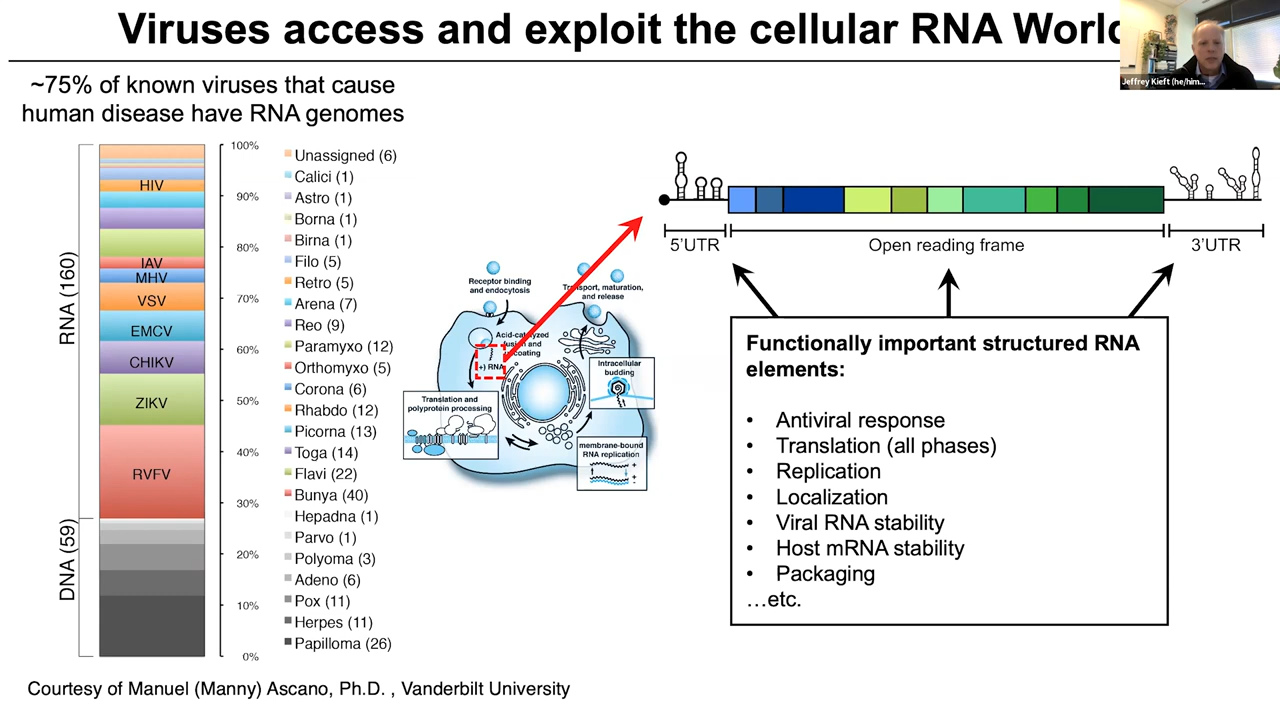 Viruses access and exploit the cellular RNA World
Jeffrey Kieft (he/him...
~75% of known viruses that cause
human disease have RNA genomes
RNA (160)
DNA (59)
HIV
IAV
MHV
VSV
EMCV
CHIKV
ZIKV
RVFV
100%
90%
80%
70%
60%
50%
40%
30%
20%
10%
0%
Unassigned (6)
Calici (1)
Astro (1)
Borna (1)
Birna (1)
Filo (5)
Retro (5)
Arena (7)
Reo (9)
Paramyxo (12)
Orthomyxo (5)
Corona (6)
Rhabdo (12)
Picorna (13)
Toga (14)
Flavi (22)
Bunya (40)
Hepadna (1)
Parvo (1)
Polyoma (3)
Adeno (6)
Pox (11)
Herpes (11)
Papilloma (26)
Receptor binding
and endocytosis
Transport, maturation,
and release
Acid-catalyzed
fusion and
uncoating
+) RNA
Translation and
polyprotein processing
Intracellular
budding
membrane-bound
RNA replication
+
-
+
-
5'UTR
Open reading frame
3'UTR
Functionally important structured RNA
elements:
• Antiviral response
• Translation (all phases)
• Replication
• Localization
• Viral RNA stability
• Host mRNA stability
• Packaging
…etc.
Courtesy of Manuel (Manny) Ascano, Ph.D. , Vanderbilt University